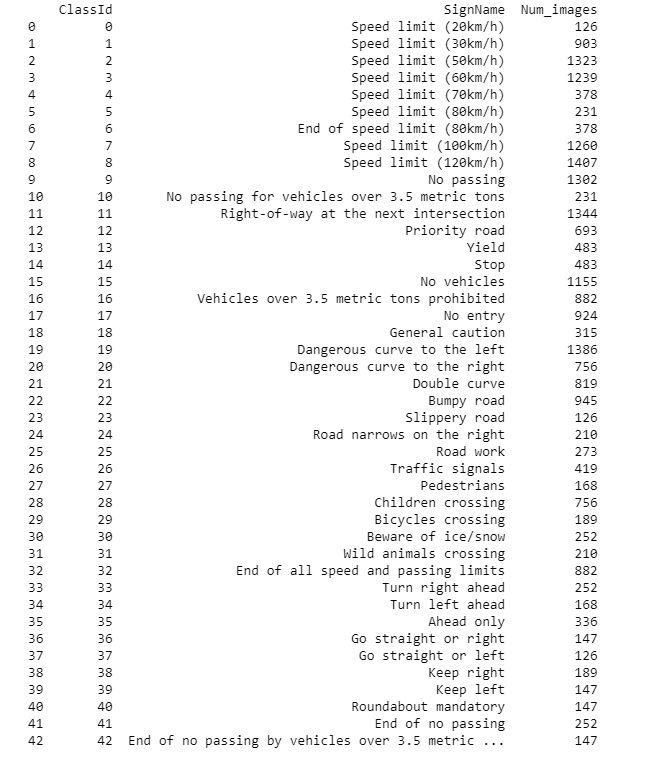 ClassId SignName Num_images
0 0 Speed limit (20km/h) 126
1 1 Speed limit (30km/h) 903
2 2 Speed limit (50km/h) 1323
3 3 Speed limit (60km/h) 1239
4 4 Speed limit (70km/h) 378
5 5 Speed limit (80km/h) 231
6 6 End of speed limit (80km/h) 378
7 7 Speed limit (100km/h) 1260
8 8 Speed limit (120km/h) 1407
9 9 No passing 1302
10 10 No passing for vehicles over 3.5 metric tons 231
11 11 Right-of-way at the next intersection 1344
12 12 Priority road 693
13 13 Yield 483
14 14 Stop 483
15 15 No vehicles 1155
16 16 Vehicles over 3.5 metric tons prohibited 882
17 17 No entry 924
18 18 General caution 315
19 19 Dangerous curve to the left 1386
20 20 Dangerous curve to the right 756
21 21 Double curve 819
22 22 Bumpy road 945
23 23 Slippery road 126
24 24 Road narrows on the right 210
25 25 Road work 273
26 26 Traffic signals 419
27 27 Pedestrians 168
28 28 Children crossing 756
29 29 Bicycles crossing 189
30 30 Beware of ice/snow 252
31 31 Wild animals crossing 210
32 32 End of all speed and passing limits 882
33 33 Turn right ahead 252
34 34 Turn left ahead 168
35 35 Ahead only 336
36 36 Go straight or right 147
37 37 Go straight or left 126
38 38 Keep right 189
39 39 Keep left 147
40 40 Roundabout mandatory 147
41 41 End of no passing 252
42 42 End of no passing by vehicles over 3.5 metric ... 147